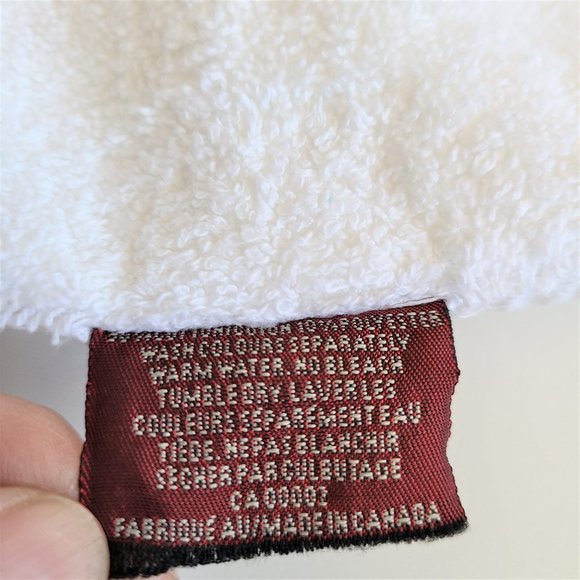 WASH COLOURS SEPARATELY
WARM WATER. NO BLEACH
TUMBLE DRY LAVER LES
COULEURS SÉPARÉMENT EAU
TIÈDE. NE PAS BLANCHIR
SÉCHER PAR CULBUTAGE
CA
FABRIQUÉ AU/MADE IN CANADA